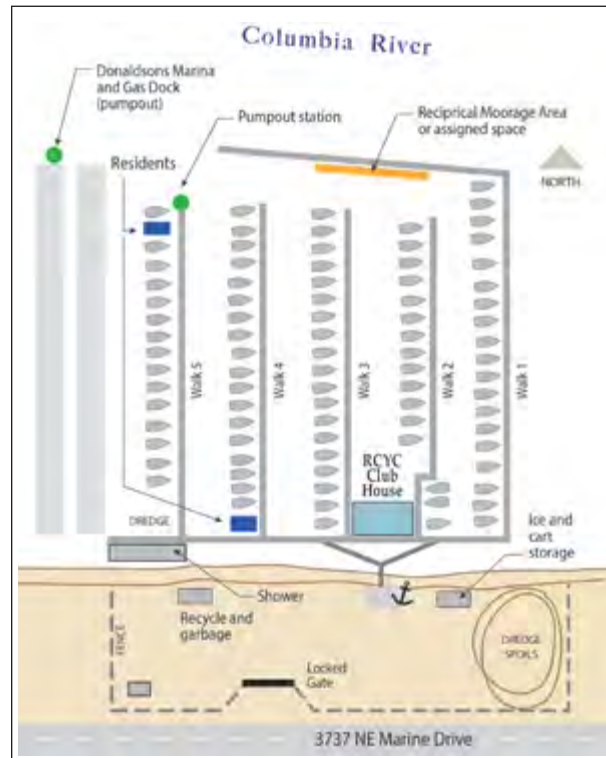 Columbia River
Donaldsons Marina
and Gas Dock
(pumpout)
Pumpout station
Reciprical Moorage Area
or assigned space
Residents
NORTH
Walk 5
Walk 4
Walk 3
Walk 2
Walk 1
RCYC
Club
House
DREDGE
Ice and
cart
storage
Shower
Recycle and
garbage
FENCE
DREDGE
SPOILS
Locked
Gate
3737 NE Marine Drive